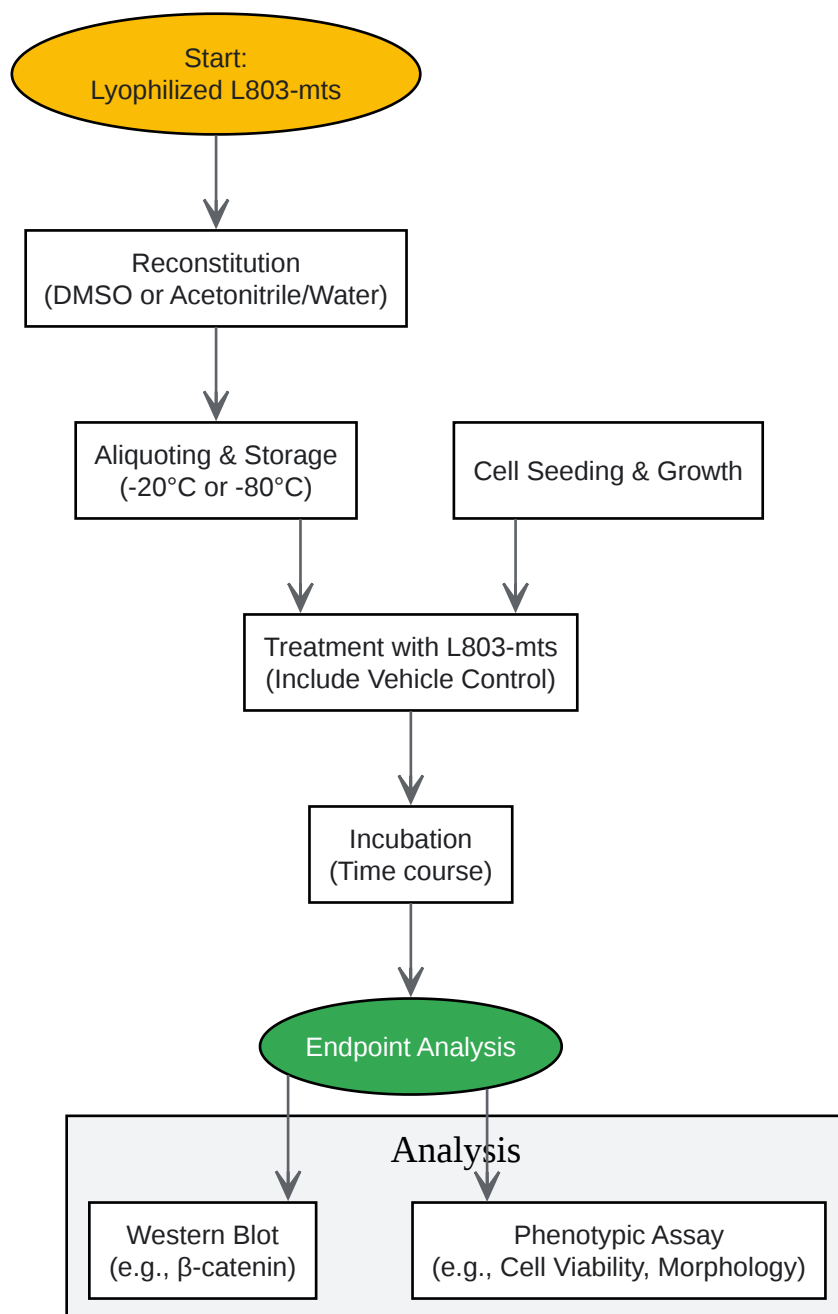 Start:
Lyophilized L803-mts
Reconstitution
(DMSO or Acetonitrile/Water)
Aliquoting & Storage
(-20°C or -80°C)
Cell Seeding & Growth
Treatment with L803-mts
(Include Vehicle Control)
Incubation
(Time course)
Endpoint Analysis
Analysis
Western Blot
(e.g., β-catenin)
Phenotypic Assay
(e.g., Cell Viability, Morphology)